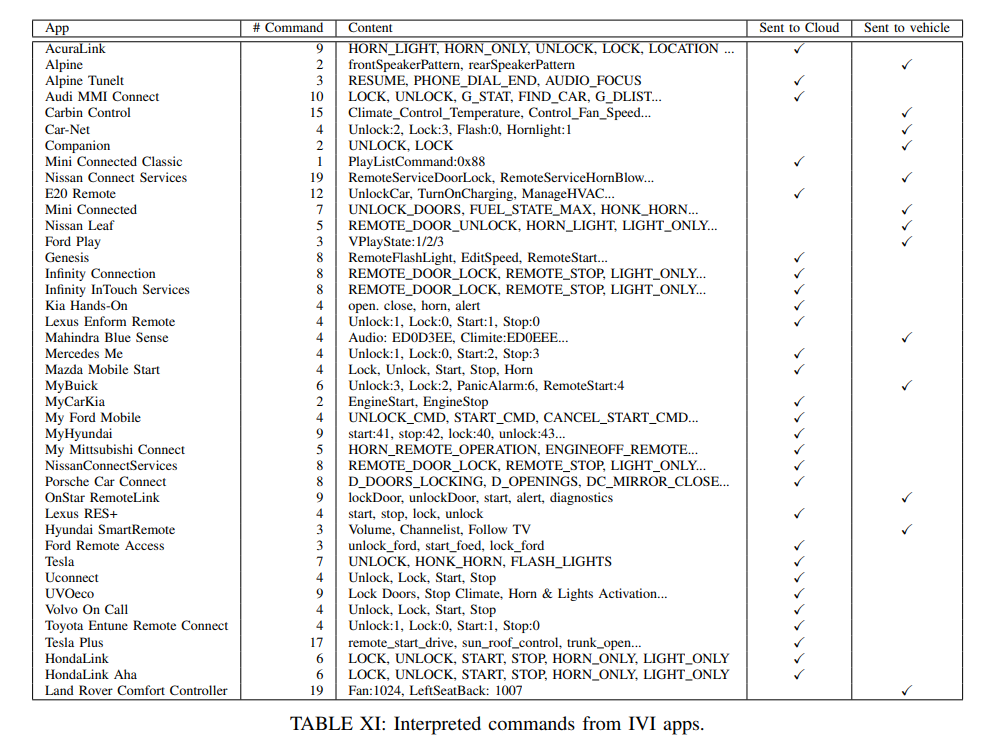 App # Command Content Sent to Cloud Sent to vehicle
AcuraLink 9 HORN_LIGHT, HORN_ONLY, UNLOCK, LOCK, LOCATION ... ✓
Alpine 2 frontSpeakerPattern, rearSpeakerPattern ✓
Alpine TuneIt 3 RESUME, PHONE_DIAL_END, AUDIO_FOCUS ✓
Audi MMI Connect 10 LOCK, UNLOCK, G_STAT, FIND_CAR, G_DLIST... ✓
Carbin Control 15 Climate_Control_Temperature, Control_Fan_Speed... ✓
Car-Net 4 Unlock:2, Lock:3, Flash:0, Hornlight:1 ✓
Companion 2 UNLOCK, LOCK ✓
Mini Connected Classic 1 PlayListCommand:0x88 ✓
Nissan Connect Services 19 RemoteServiceDoorLock, RemoteServiceHornBlow... ✓
E20 Remote 12 UnlockCar, TurnOnCharging, ManageHVAC... ✓
Mini Connected 7 UNLOCK_DOORS, FUEL_STATE_MAX, HONK_HORN... ✓
Nissan Leaf 5 REMOTE_DOOR_UNLOCK, HORN_LIGHT, LIGHT_ONLY... ✓
Ford Play 3 VPlayState:1/2/3 ✓
Genesis 8 RemoteFlashLight, EditSpeed, RemoteStart... ✓
Infinity Connection 8 REMOTE_DOOR_LOCK, REMOTE_STOP, LIGHT_ONLY... ✓
Infinity InTouch Services 8 REMOTE_DOOR_LOCK, REMOTE_STOP, LIGHT_ONLY... ✓
Kia Hands-On 4 open. close, horn, alert ✓
Lexus Enform Remote 4 Unlock:1, Lock:0, Start:1, Stop:0 ✓
Mahindra Blue Sense 4 Audio: ED0D3EE, Climite:ED0EEE... ✓
Mercedes Me 4 Unlock:1, Lock:0, Start:2, Stop:3 ✓
Mazda Mobile Start 4 Lock, Unlock, Start, Stop, Horn ✓
MyBuick 6 Unlock:3, Lock:2, PanicAlarm:6, RemoteStart:4 ✓
MyCarKia 2 EngineStart, EngineStop ✓
My Ford Mobile 4 UNLOCK_CMD, START_CMD, CANCEL_START_CMD... ✓
MyHyundai 9 start:41, stop:42, lock:40, unlock:43... ✓
My Mittsubishi Connect 5 HORN_REMOTE_OPERATION, ENGINEOFF_REMOTE... ✓
NissanConnectServices 8 REMOTE_DOOR_LOCK, REMOTE_STOP, LIGHT_ONLY... ✓
Porsche Car Connect 8 D_DOORS_LOCKING, D_OPENINGS, DC_MIRROR_CLOSE... ✓
OnStar RemoteLink 9 lockDoor, unlockDoor, start, alert, diagnostics ✓
Lexus RES+ 4 start, stop, lock, unlock ✓
Hyundai SmartRemote 3 Volume, Channelist, Follow TV ✓
Ford Remote Access 3 unlock_ford, start_foed, lock_ford ✓
Tesla 7 UNLOCK, HONK_HORN, FLASH_LIGHTS ✓
Uconnect 4 Unlock, Lock, Start, Stop ✓
UVOeco 9 Lock Doors, Stop Climate, Horn & Lights Activation... ✓
Volvo On Call 4 Unlock, Lock, Start, Stop ✓
Toyota Entune Remote Connect 4 Unlock:1, Lock:0, Start:1, Stop:0 ✓
Tesla Plus 17 remote_start_drive, sun_roof_control, trunk_open... ✓
HondaLink 6 LOCK, UNLOCK, START, STOP, HORN_ONLY, LIGHT_ONLY ✓
HondaLink Aha 6 LOCK, UNLOCK, START, STOP, HORN_ONLY, LIGHT_ONLY ✓
Land Rover Comfort Controller 19 Fan:1024, LeftSeatBack: 1007 ✓
TABLE XI: Interpreted commands from IVI apps.